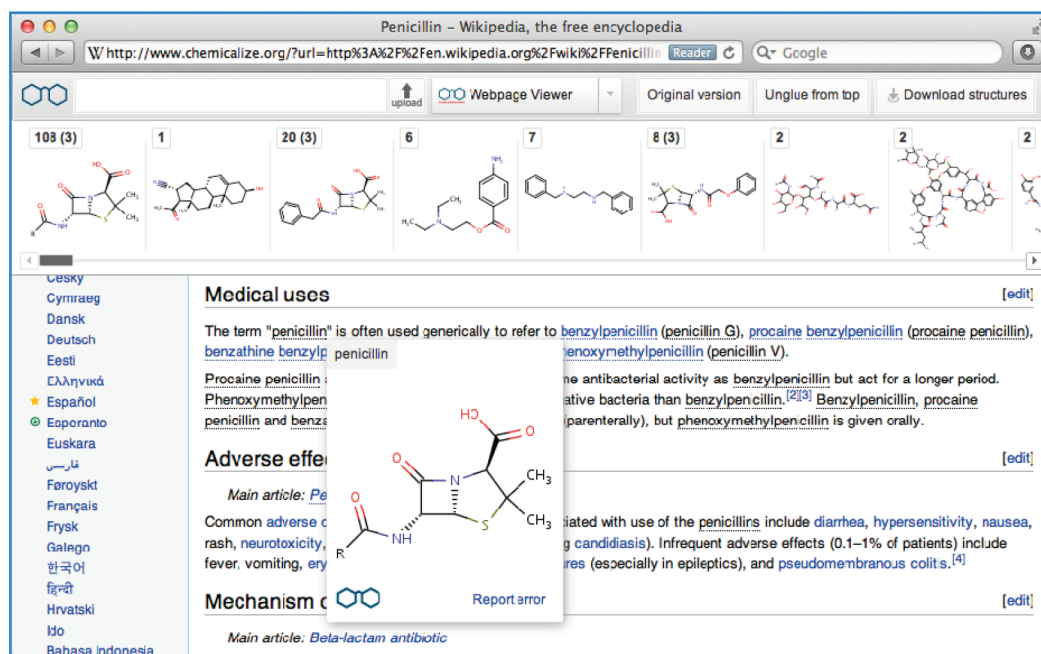 Penicillin – Wikipedia, the free encyclopedia
W http://www.chemicalize.org/?url=http%3A%2F%2Fen.wikipedia.org%2Fwiki%2FPenicillin Reader Google
upload Webpage Viewer Original version Unglue from top Download structures
108 (3) 1 20 (3) 6 7 8 (3) 2 2 2
Česky
Cymraeg
Dansk
Deutsch
Eesti
Ελληνικά
Español
Esperanto
Euskara
فارسی
Føroyskt
Français
Frysk
Galego
한국어
हिन्दी
Hrvatski
Ido
Bahasa Indonesia
Medical uses [edit]
The term "penicillin" is often used generically to refer to benzylpenicillin (penicillin G), procaine benzylpenicillin (procaine penicillin),
benzathine benzylp henoxymethylpenicillin (penicillin V).
Procaine penicillin me antibacterial activity as benzylpenicillin but act for a longer period.
Phenoxymethylpen ative bacteria than benzylpenicillin.[2][3] Benzylpenicillin, procaine
penicillin and benza (parenterally), but phenoxymethylpenicillin is given orally.
Adverse effe [edit]
Main article: Pe
Common adverse d ciated with use of the penicillins include diarrhea, hypersensitivity, nausea,
rash, neurotoxicity, g candidiasis). Infrequent adverse effects (0.1–1% of patients) include
fever, vomiting, ery ures (especially in epileptics), and pseudomembranous colitis.[4]
Mechanism o [edit]
Main article: Beta-lactam antibiotic
penicillin
HO O
O N CH3
O S CH3
R NH
Report error